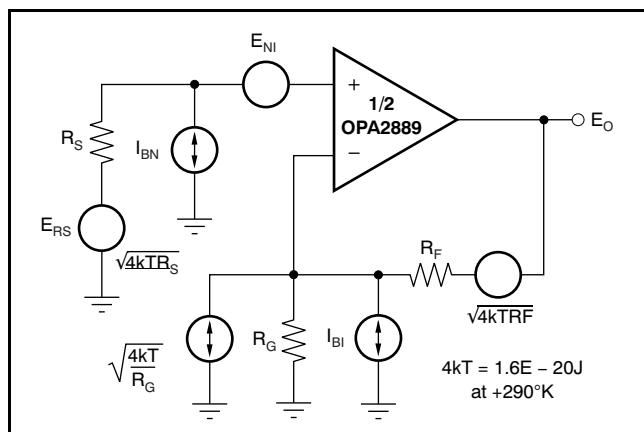 E_NI
+
1/2
OPA2889
−
E_O
R_S
I_BN
E_RS
√4kTR_S
R_F
√4kTRF
√4kT/R_G
R_G
I_BI
4kT = 1.6E − 20J
at +290°K